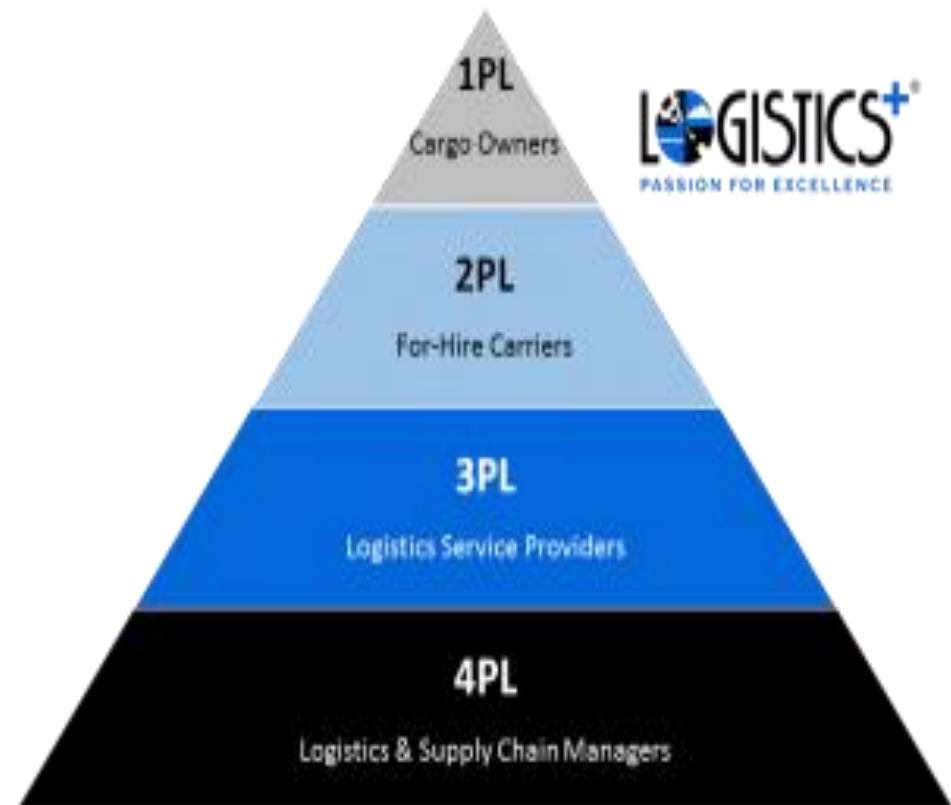 1PL
Cargo Owners
LOGISTICS+®
PASSION FOR EXCELLENCE
2PL
For-Hire Carriers
3PL
Logistics Service Providers
4PL
Logistics & Supply Chain Managers